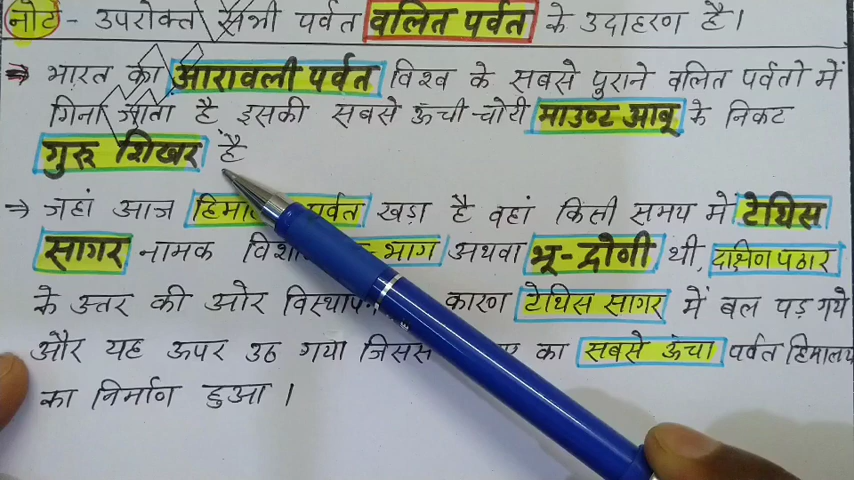 नोट - उपरोक्त सभी पर्वत वलित पर्वत के उदाहरण है।
⇒ भारत का आरावली पर्वत विश्व के सबसे पुराने वलित पर्वतो में
गिना जाता है इसकी सबसे ऊंची चोटी माउण्ट आबू के निकट
गुरु शिखर है
⇒ जहां आज पर्वत खड़ा है वहां किसी समय में टेथिस
सागर नामक भाग अथवा भू-द्रोणी थी, दक्षिण पठार
के उत्तर की ओर कारण टेथिस सागर में बल पड़ गये
और यह ऊपर उठ गया का सबसे ऊंचा पर्वत हिमालय
का निर्माण हुआ ।